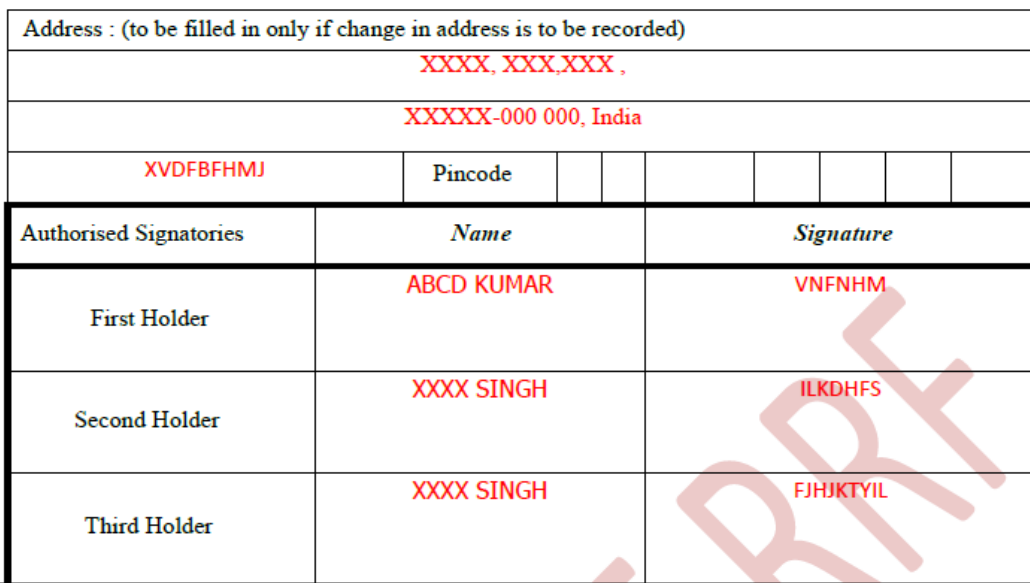 Address : (to be filled in only if change in address is to be recorded)
XXXX, XXX,XXX ,
XXXXX-000 000, India
XVDFBFHMJ Pincode
Authorised Signatories Name Signature
ABCD KUMAR VNFNHM
First Holder
XXXX SINGH ILKDHFS
Second Holder
XXXX SINGH FJHJKTYIL
Third Holder
RRF